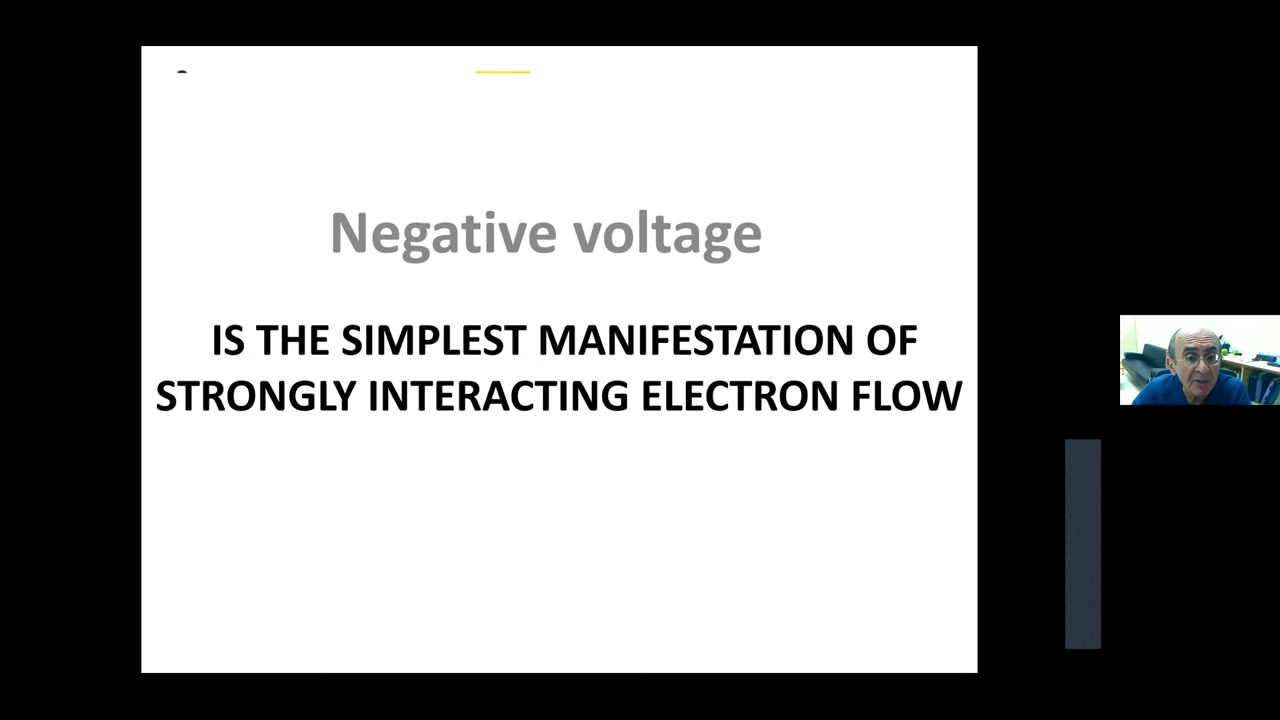 Negative voltage
IS THE SIMPLEST MANIFESTATION OF
STRONGLY INTERACTING ELECTRON FLOW